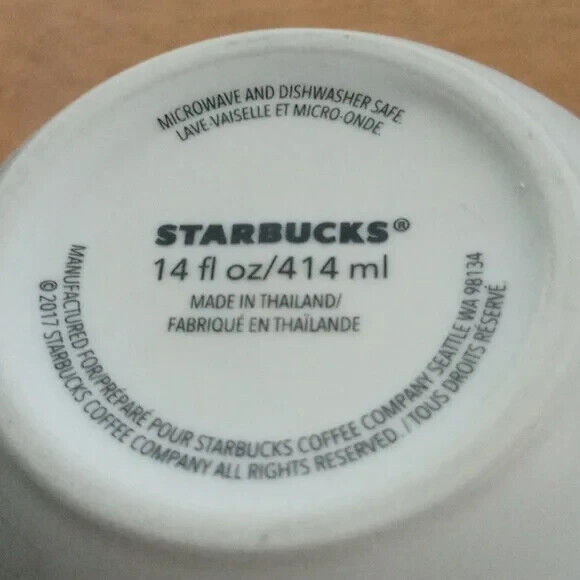 MICROWAVE AND DISHWASHER SAFE.
LAVE-VAISELLE ET MICRO-ONDE.
STARBUCKS®
14 fl oz/414 ml
MADE IN THAILAND/
FABRIQUÉ EN THAÏLANDE
MANUFACTURED FOR/PRÉPARÉ POUR STARBUCKS COFFEE COMPANY SEATTLE WA 98134
©2017 STARBUCKS COFFEE COMPANY ALL RIGHTS RESERVED. / TOUS DROITS RÉSERVÉ.